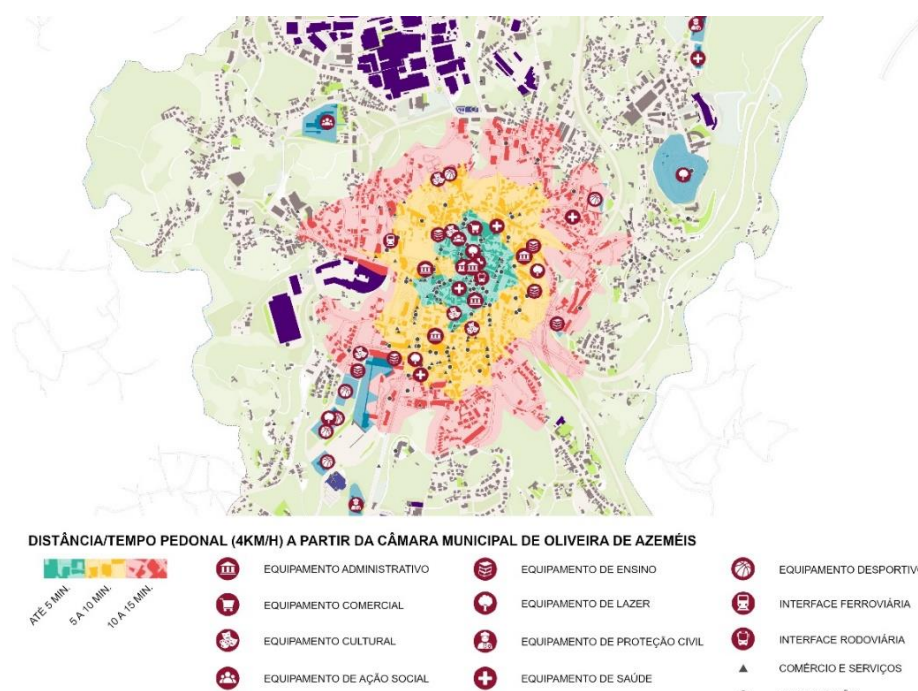 DISTÂNCIA/TEMPO PEDONAL (4KM/H) A PARTIR DA CÂMARA MUNICIPAL DE OLIVEIRA DE AZEMÉIS
ATÉ 5 MIN.
5 A 10 MIN.
10 A 15 MIN.
EQUIPAMENTO ADMINISTRATIVO
EQUIPAMENTO COMERCIAL
EQUIPAMENTO CULTURAL
EQUIPAMENTO DE AÇÃO SOCIAL
EQUIPAMENTO DE ENSINO
EQUIPAMENTO DE LAZER
EQUIPAMENTO DE PROTEÇÃO CIVIL
EQUIPAMENTO DE SAÚDE
EQUIPAMENTO DESPORTIV
INTERFACE FERROVIÁRIA
INTERFACE RODOVIÁRIA
COMÉRCIO E SERVIÇOS